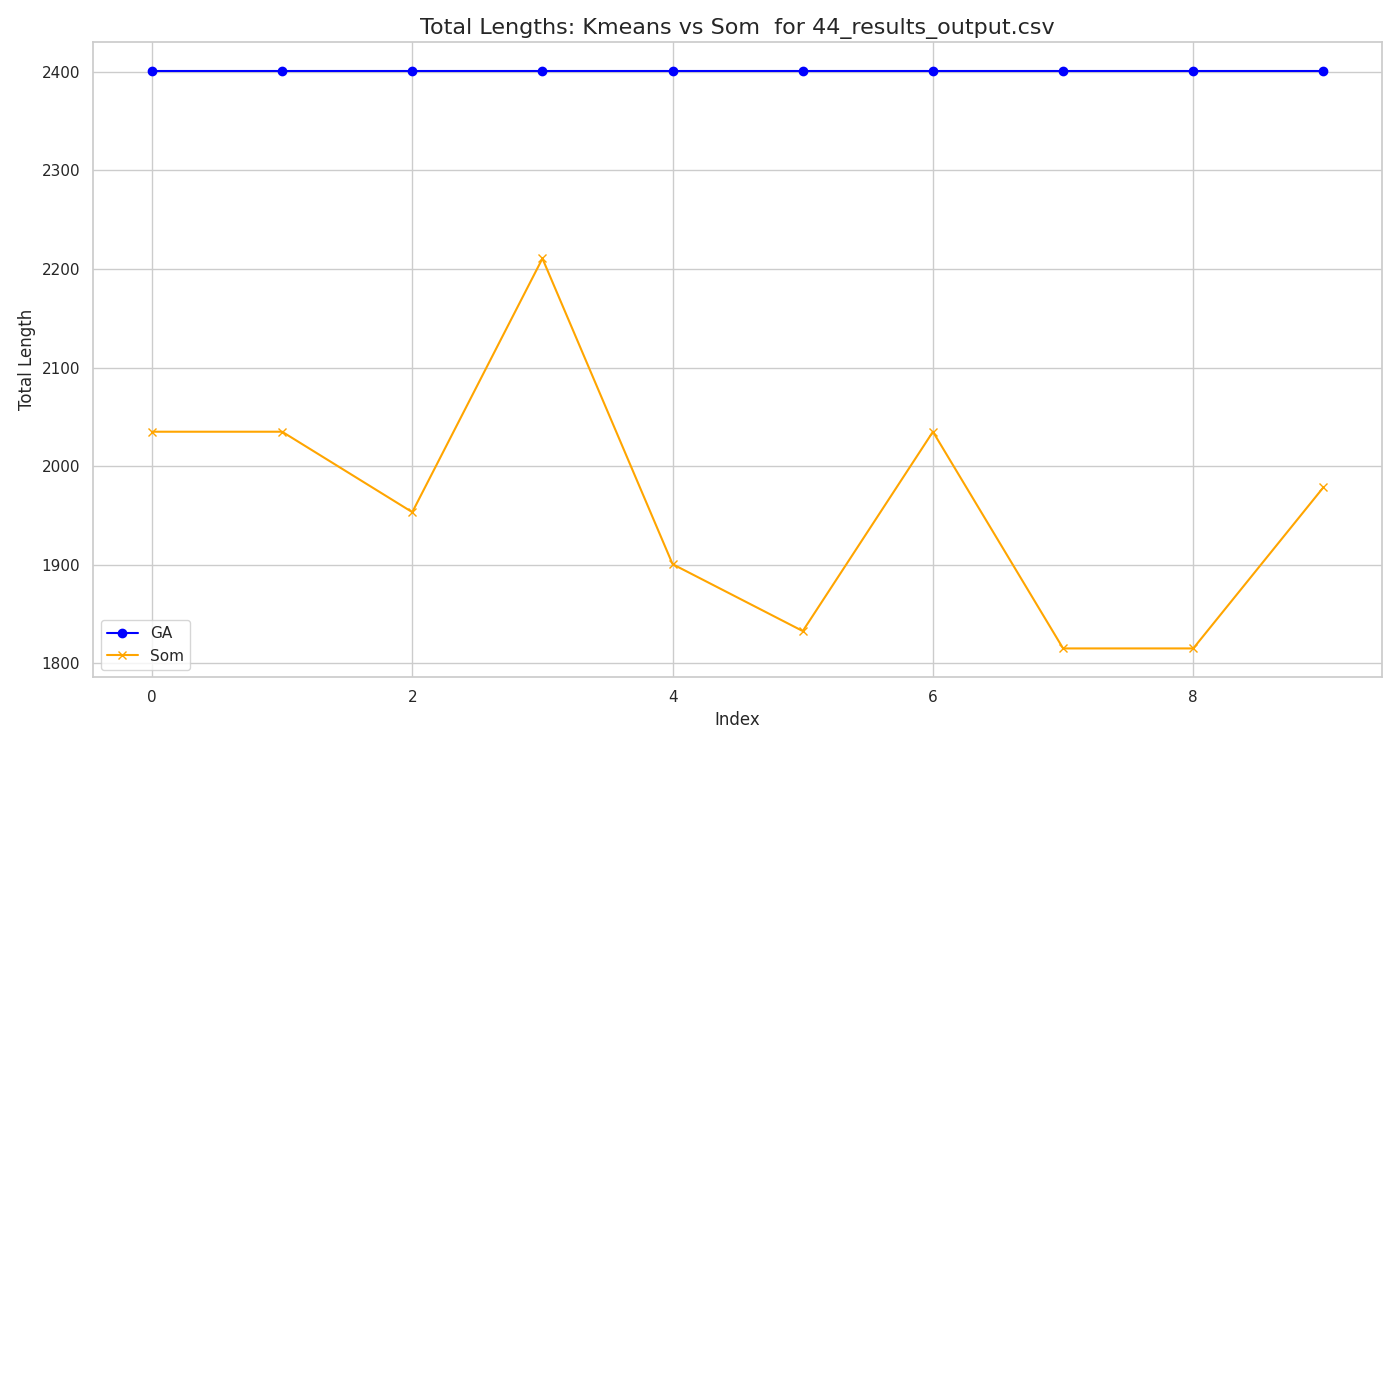 Total Lengths: Kmeans vs Som  for 44_results_output.csv
2400
2300
2200
2100
2000
1900
1800
Total Length
GA
Som
0 2 4 6 8
Index